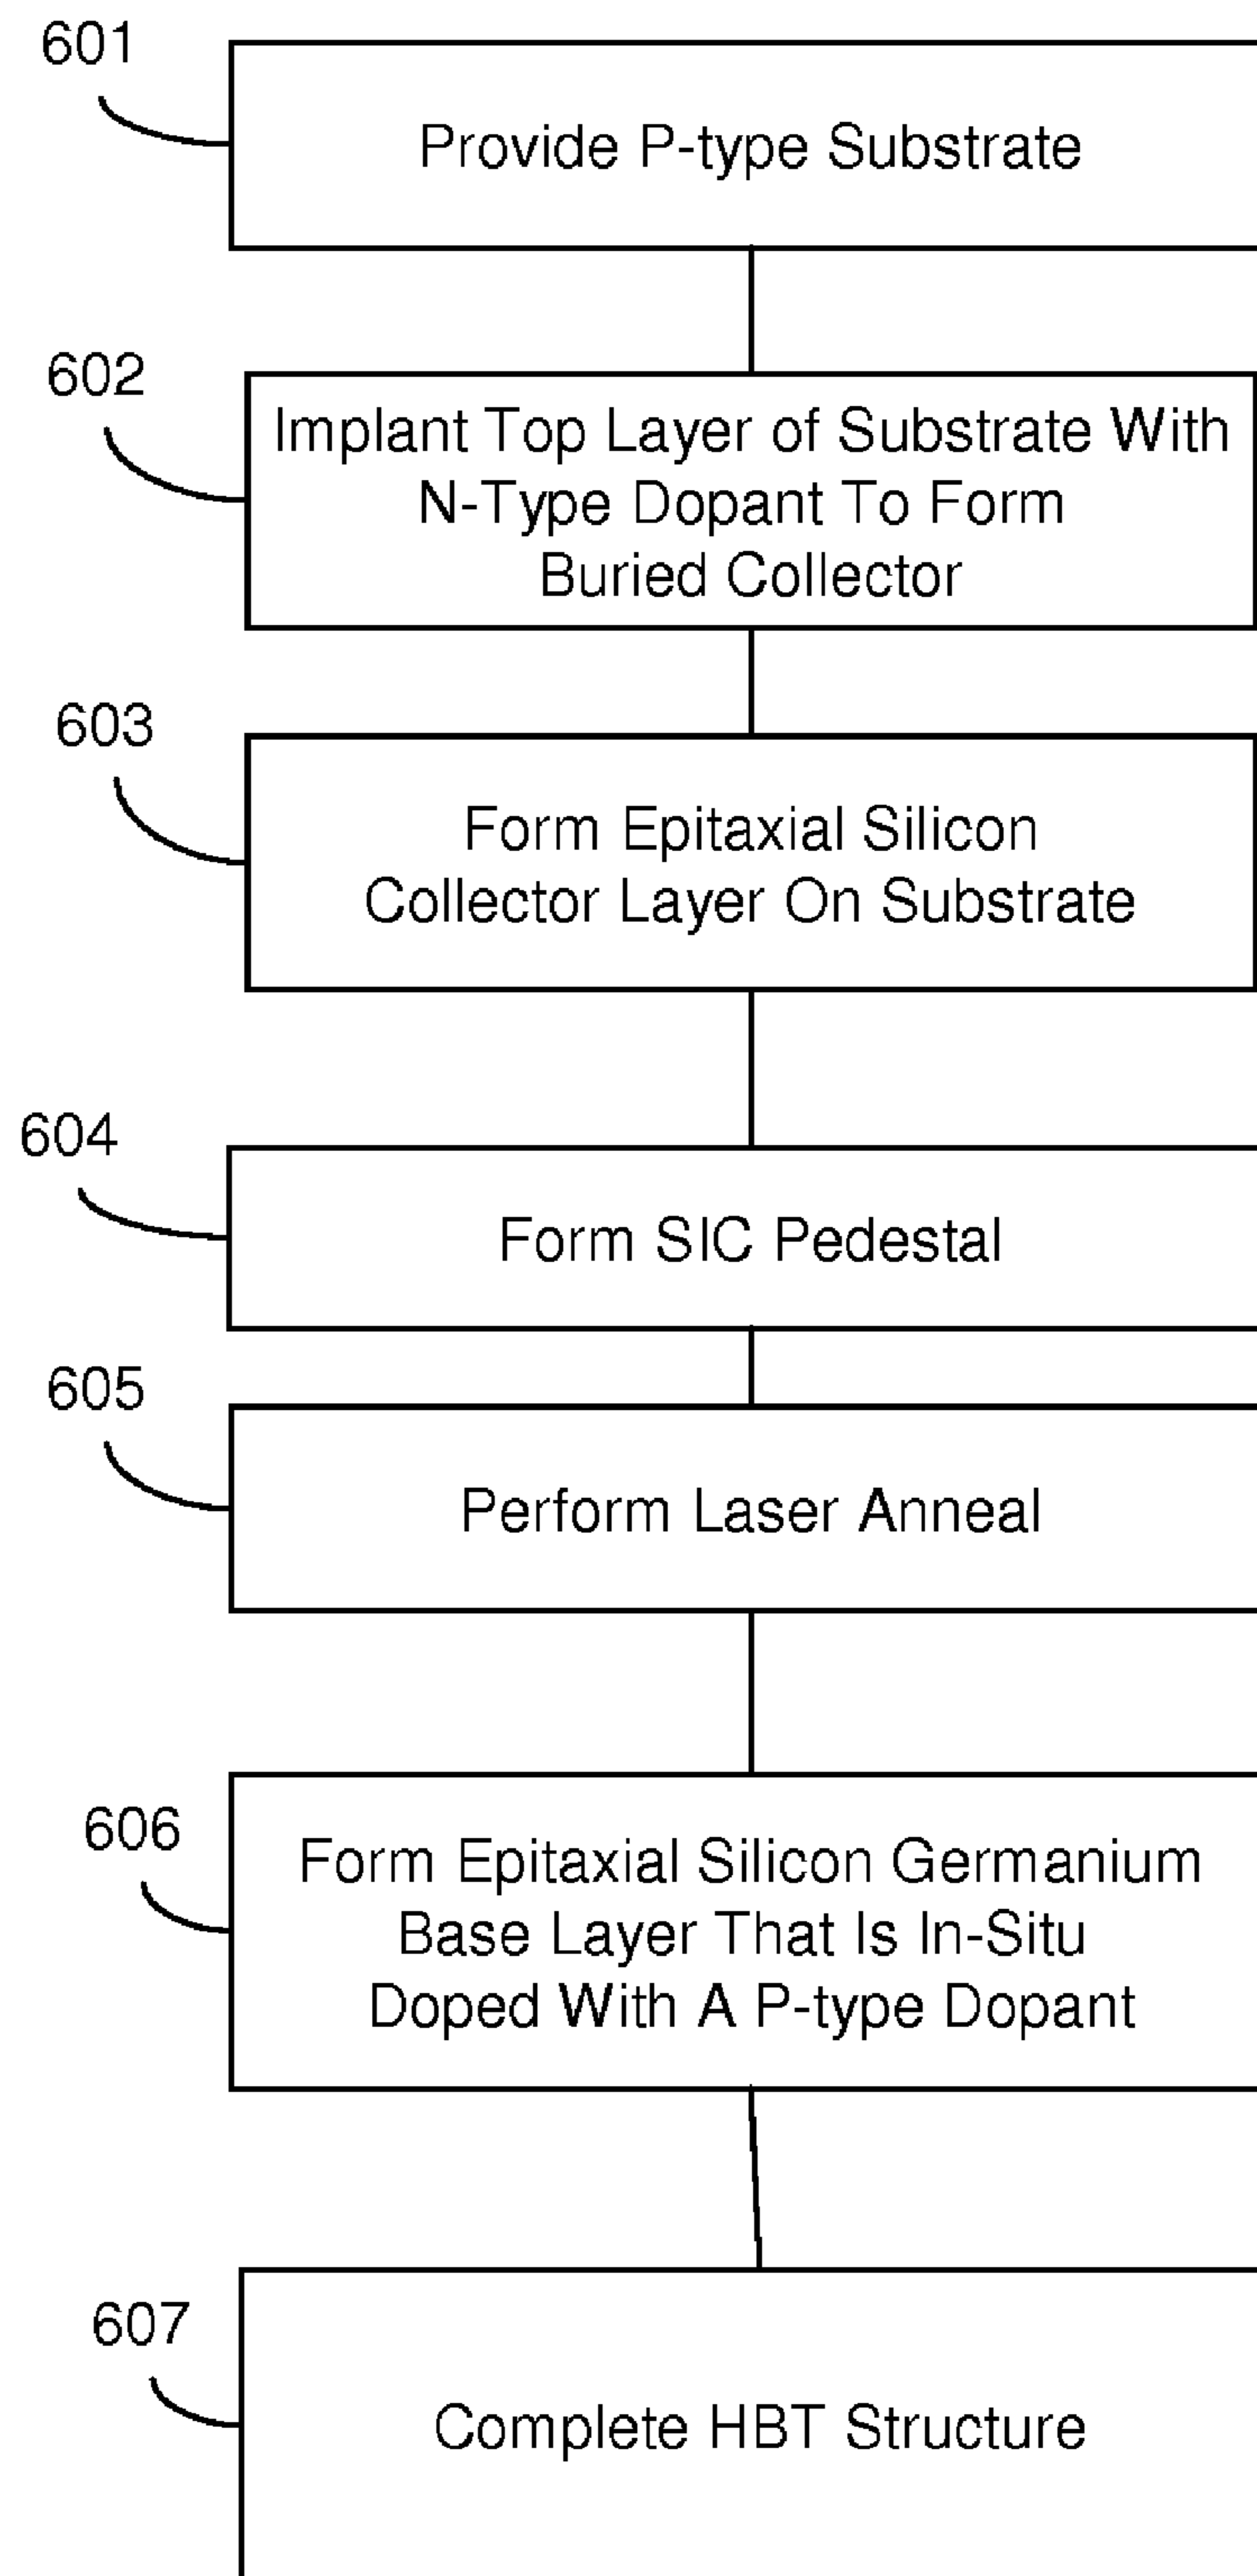 601
Provide P-type Substrate
602
Implant Top Layer of Substrate With
N-Type Dopant To Form
Buried Collector
603
Form Epitaxial Silicon
Collector Layer On Substrate
604
Form SIC Pedestal
605
Perform Laser Anneal
606
Form Epitaxial Silicon Germanium
Base Layer That Is In-Situ
Doped With A P-type Dopant
607
Complete HBT Structure